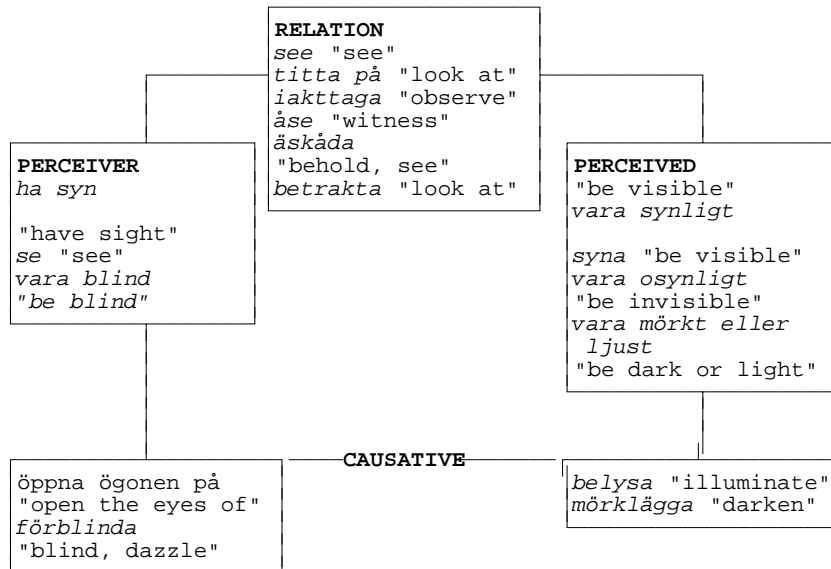 RELATION
see "see"
titta på "look at"
iakttaga "observe"
åse "witness"
äskåda
"behold, see"
betrakta "look at"
PERCEIVER
ha syn
"have sight"
se "see"
vara blind
"be blind"
PERCEIVED
"be visible"
vara synligt
syna "be visible"
vara osynligt
"be invisible"
vara mörkt eller
ljust
"be dark or light"
CAUSATIVE
öppna ögonen på
"open the eyes of"
förblinda
"blind, dazzle"
belysa "illuminate"
mörklägga "darken"